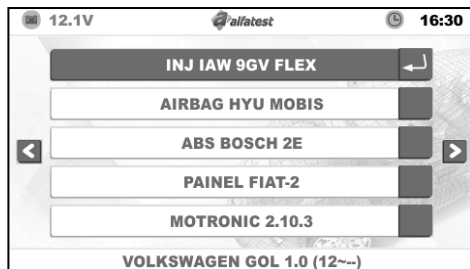 12.1V alfatest 16:30
INJ IAW 9GV FLEX
AIRBAG HYU MOBIS
ABS BOSCH 2E
PAINEL FIAT-2
MOTRONIC 2.10.3
VOLKSWAGEN GOL 1.0 (12~--)